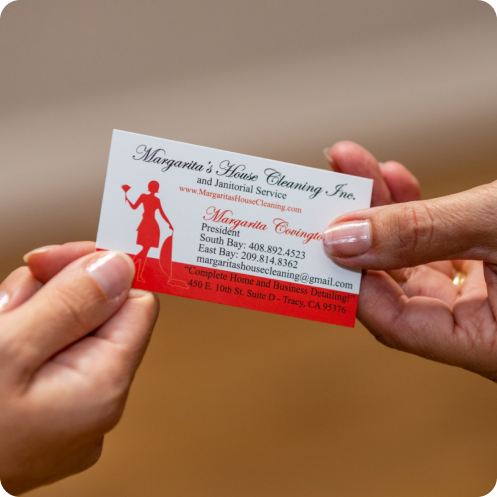 Margarita's House Cleaning Inc.
and Janitorial Service
www.MargaritasHouseCleaning.com
Margarita Covington
President
South Bay: 408.892.4523
East Bay: 209.814.8362
margaritashousecleaning@gmail.com
"Complete Home and Business Detailing!"
450 E. 10th St. Suite D - Tracy, CA 95376